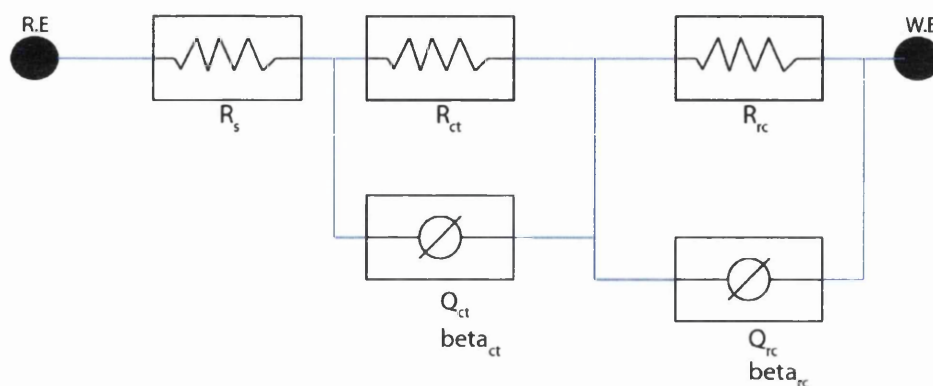 R.E
W.E
R_s
R_ct
R_rc
Q_ct
beta_ct
Q_rc
beta_rc